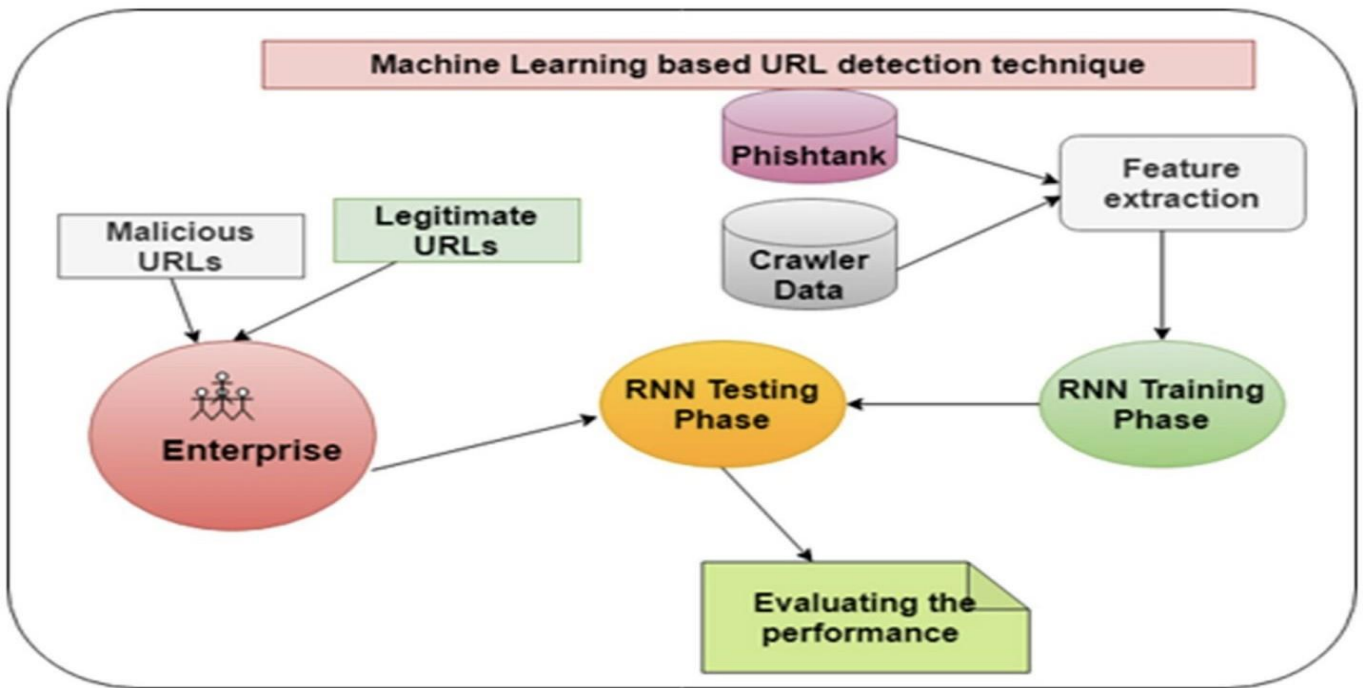 Machine Learning based URL detection technique
Phishtank
Feature
extraction
Malicious
URLs
Legitimate
URLs
Crawler
Data
Enterprise
RNN Testing
Phase
RNN Training
Phase
Evaluating the
performance